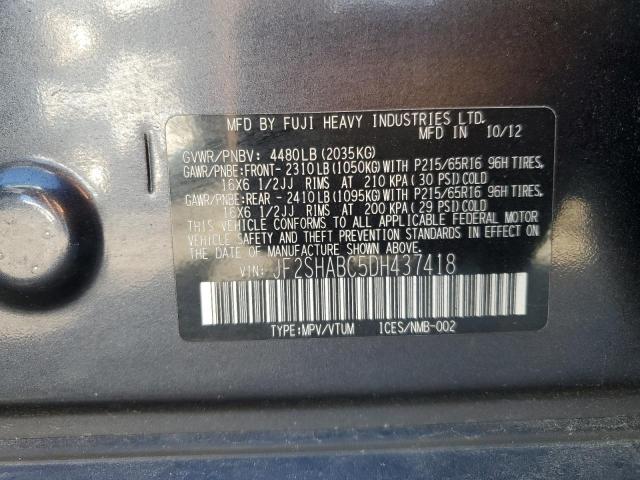 MFD BY FUJI HEAVY INDUSTRIES LTD.
MFD IN 10/12
GVWR/PNBV: 4480LB(2035KG)
GAWR/PNBE:FRONT- 2310LB(1050KG)WITH P215/65R16 96H TIRES,
16X6 1/2JJ RIMS AT 210 KPA(30 PSI)COLD
GAWR/PNBE:REAR - 2410LB(1095KG)WITH P215/65R16 96H TIRES,
16X6 1/2JJ RIMS AT 200 KPA(29 PSI)COLD
THIS VEHICLE CONFORMS TO ALL APPLICABLE FEDERAL MOTOR
VEHICLE SAFETY AND THEFT PREVENTION STANDARDS IN EFFECT ON
THE DATE OF MANUFACTURE SHOWN ABOVE.
VIN: JF2SHABC5DH437418
TYPE:MPV/VTUM ICES/NMB-002